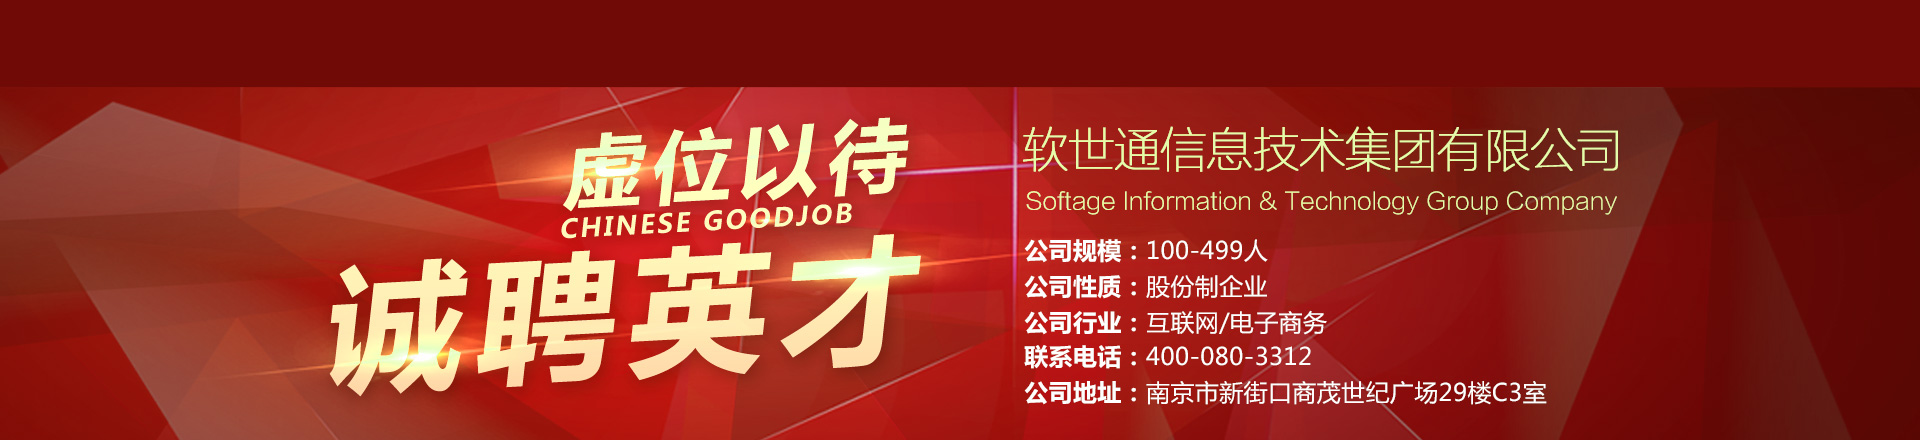 虚位以待
CHINESE GOODJOB
诚聘英才
软世通信息技术集团有限公司
Softage Information & Technology Group Company
公司规模：100-499人
公司性质：股份制企业
公司行业：互联网/电子商务
联系电话：400-080-3312
公司地址：南京市新街口商茂世纪广场29楼C3室